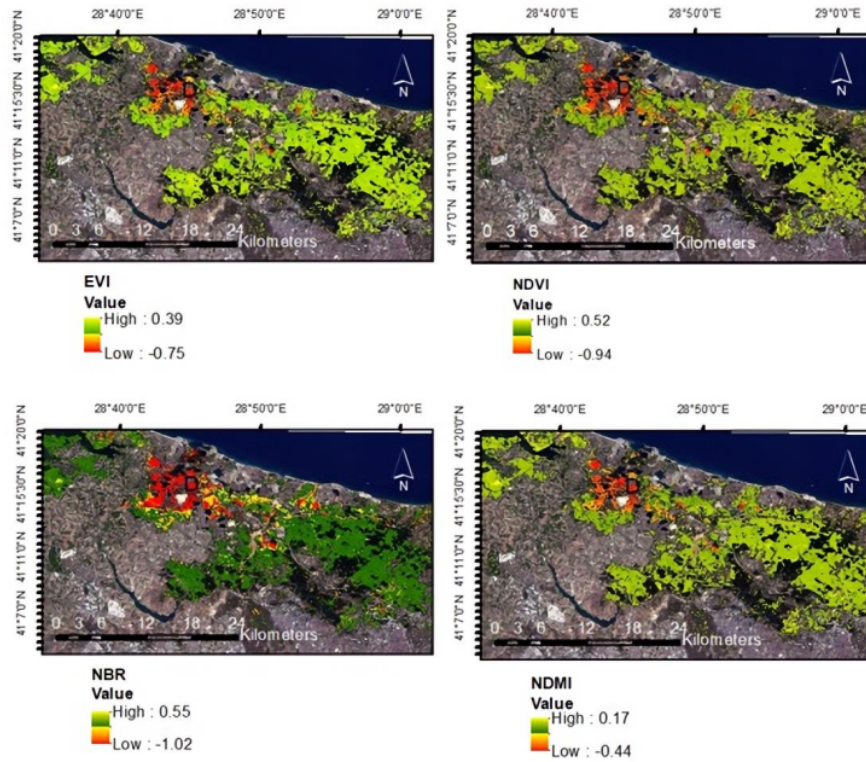 28°40'0"E 28°50'0"E 29°0'0"E
41°20'0"N
41°15'30"N
41°11'0"N
41°7'0"N
D
N
0 3 6 12 18 24
Kilometers
EVI
Value
High : 0.39
Low : -0.75
28°40'0"E 28°50'0"E 29°0'0"E
41°20'0"N
41°15'30"N
41°11'0"N
41°7'0"N
D
N
0 3 6 12 18 24
Kilometers
NDVI
Value
High : 0.52
Low : -0.94
28°40'0"E 28°50'0"E 29°0'0"E
41°20'0"N
41°15'30"N
41°11'0"N
41°7'0"N
D
N
0 3 6 12 18 24
Kilometers
NBR
Value
High : 0.55
Low : -1.02
28°40'0"E 28°50'0"E 29°0'0"E
41°20'0"N
41°15'30"N
41°11'0"N
41°7'0"N
D
N
0 3 6 12 18 24
Kilometers
NDMI
Value
High : 0.17
Low : -0.44